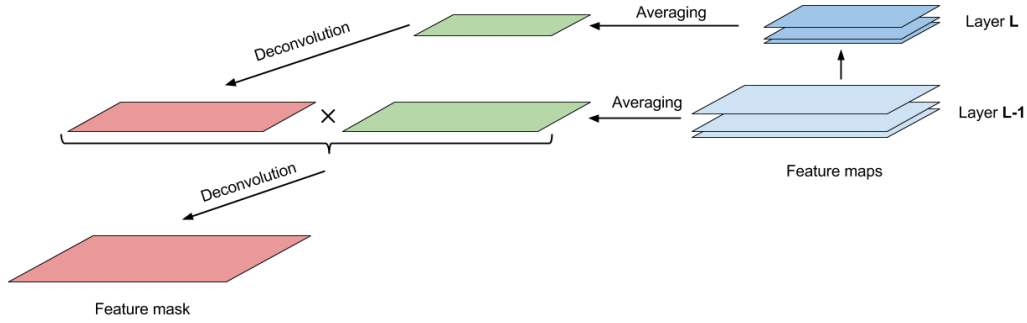 Averaging
Layer L
Deconvolution
×
Averaging
Layer L-1
Feature maps
Deconvolution
Feature mask